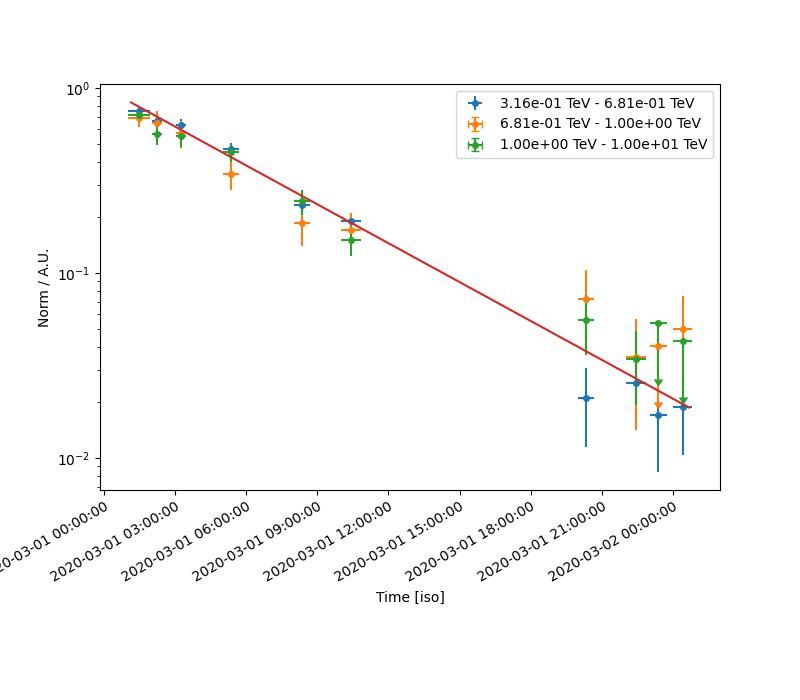 10⁰
10⁻¹
10⁻²
Norm / A.U.
3.16e-01 TeV - 6.81e-01 TeV
6.81e-01 TeV - 1.00e+00 TeV
1.00e+00 TeV - 1.00e+01 TeV
20-03-01 00:00:00
2020-03-01 03:00:00
2020-03-01 06:00:00
2020-03-01 09:00:00
2020-03-01 12:00:00
2020-03-01 15:00:00
2020-03-01 18:00:00
2020-03-01 21:00:00
2020-03-02 00:00:00
Time [iso]